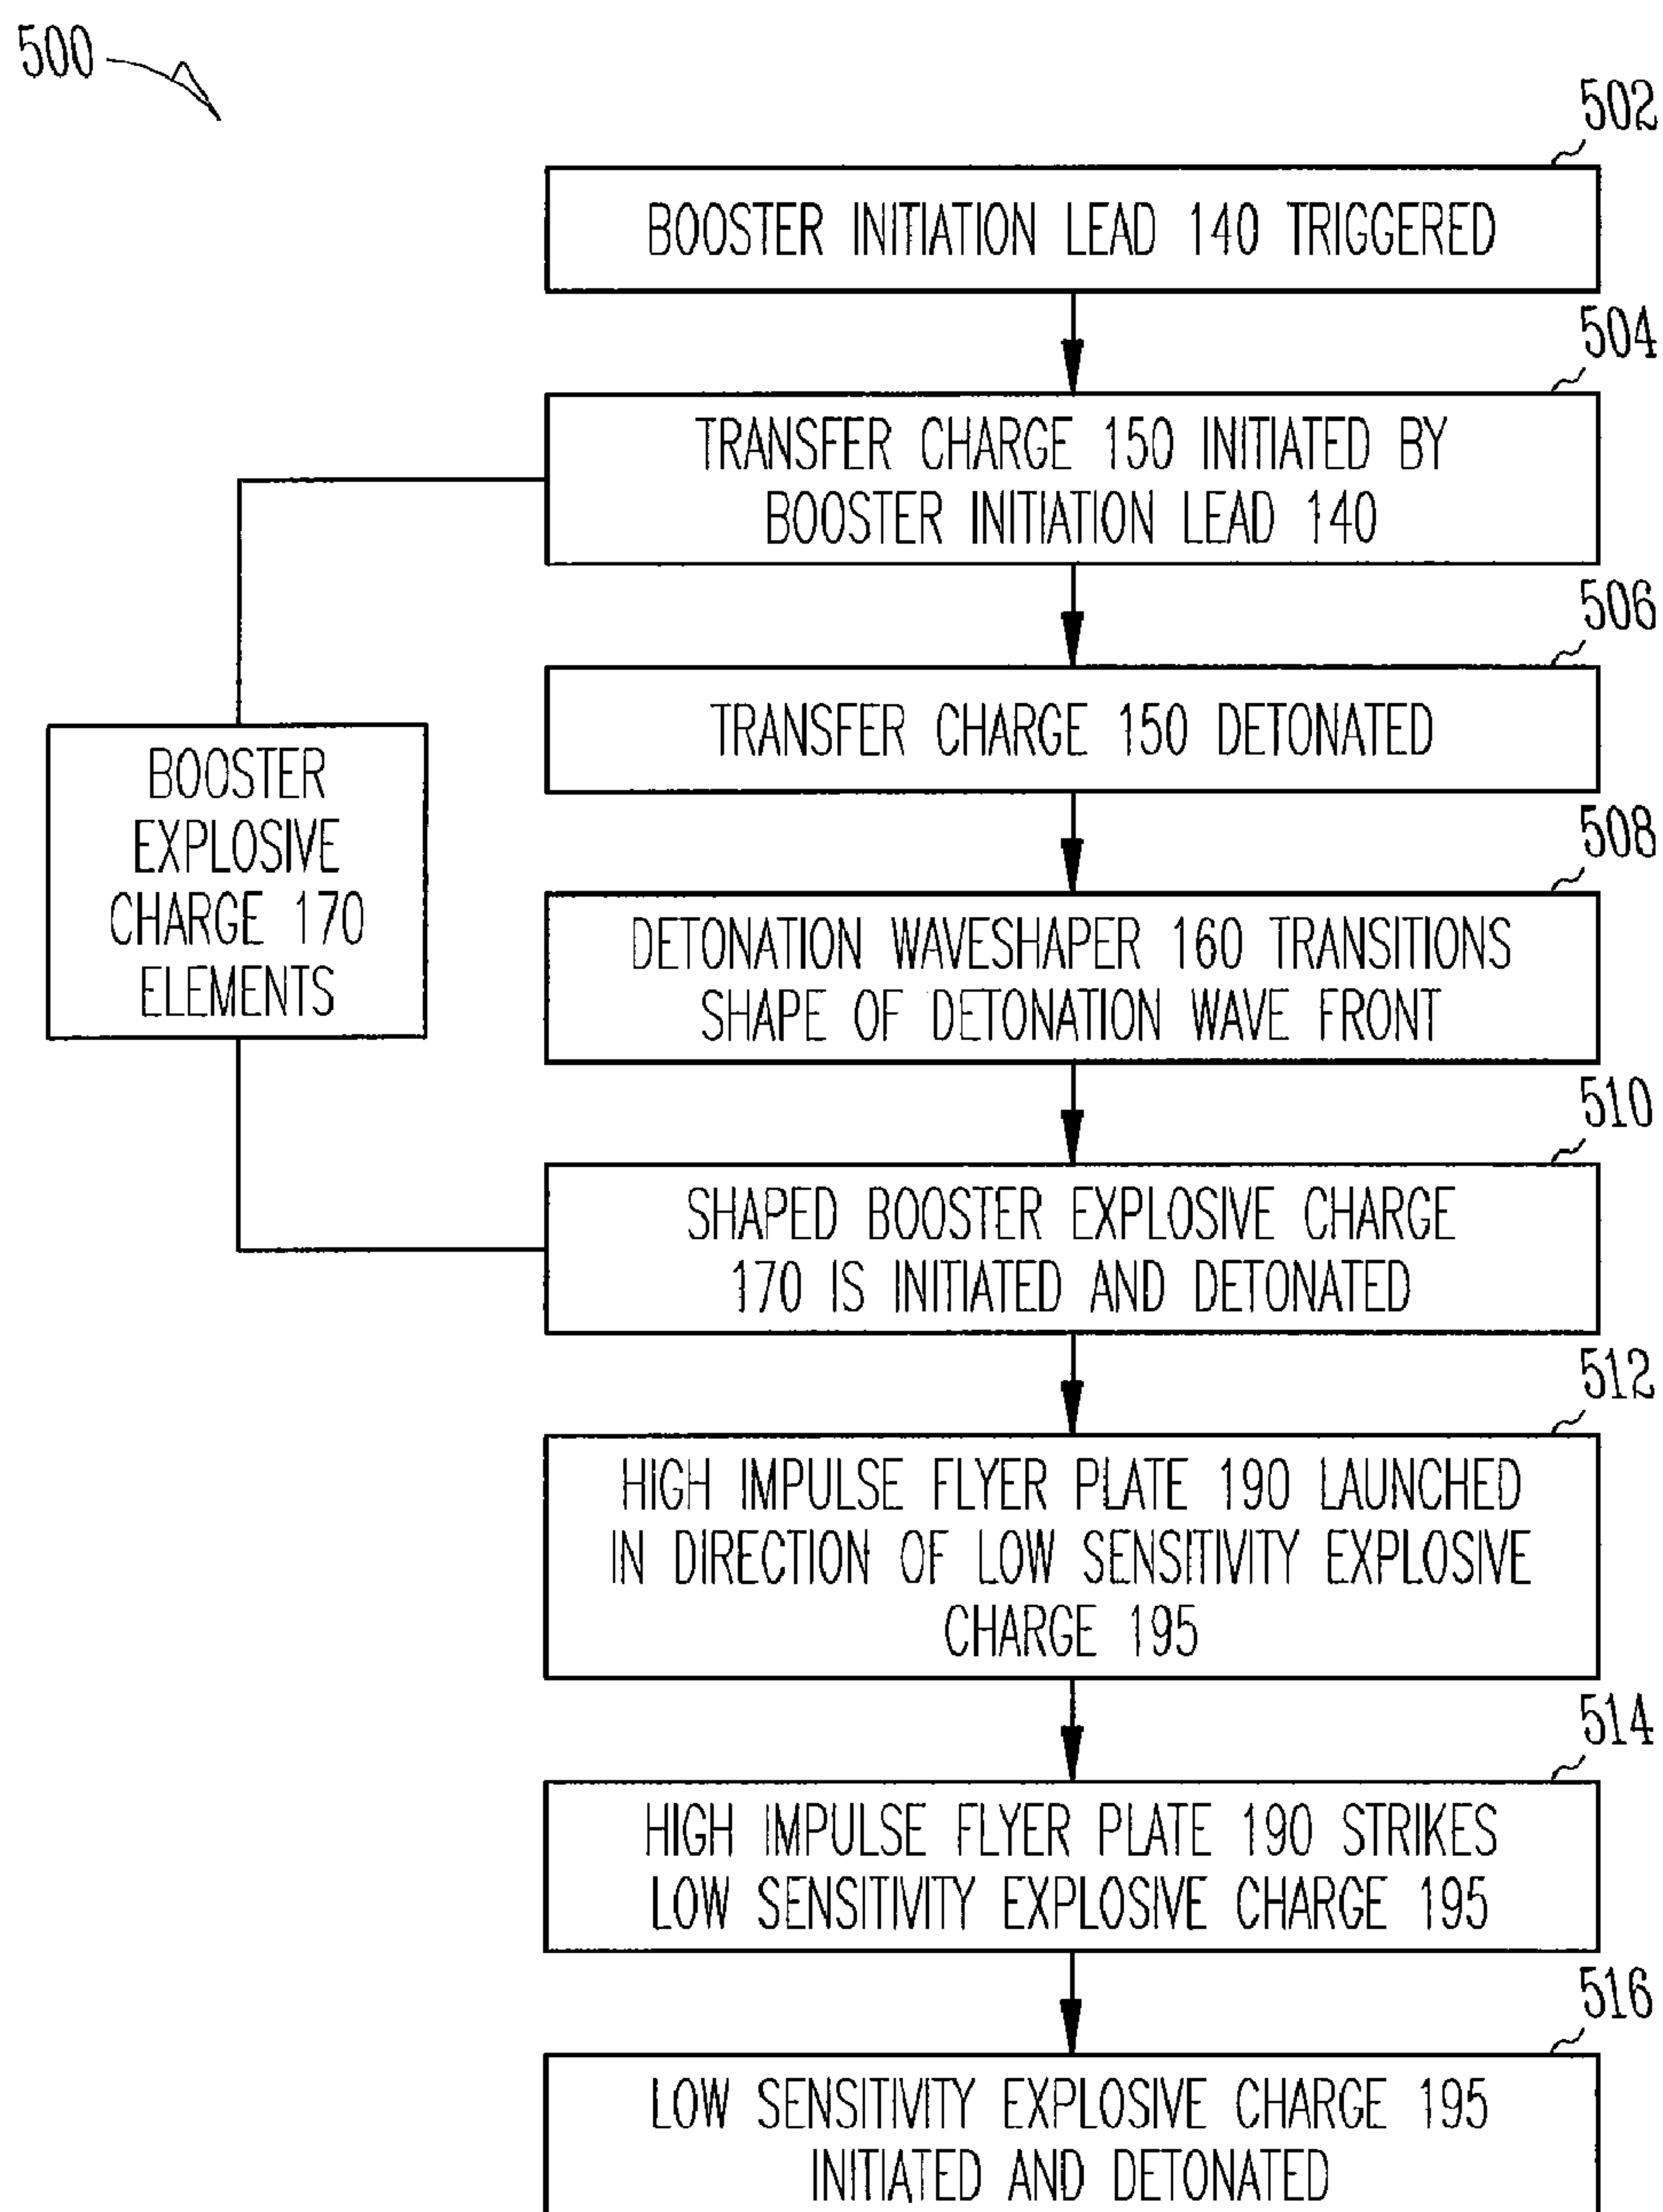 500
502
BOOSTER INITIATION LEAD 140 TRIGGERED
504
TRANSFER CHARGE 150 INITIATED BY
BOOSTER INITIATION LEAD 140
506
TRANSFER CHARGE 150 DETONATED
BOOSTER
EXPLOSIVE
CHARGE 170
ELEMENTS
508
DETONATION WAVESHAPER 160 TRANSITIONS
SHAPE OF DETONATION WAVE FRONT
510
SHAPED BOOSTER EXPLOSIVE CHARGE
170 IS INITIATED AND DETONATED
512
HIGH IMPULSE FLYER PLATE 190 LAUNCHED
IN DIRECTION OF LOW SENSITIVITY EXPLOSIVE
CHARGE 195
514
HIGH IMPULSE FLYER PLATE 190 STRIKES
LOW SENSITIVITY EXPLOSIVE CHARGE 195
516
LOW SENSITIVITY EXPLOSIVE CHARGE 195
INITIATED AND DETONATED